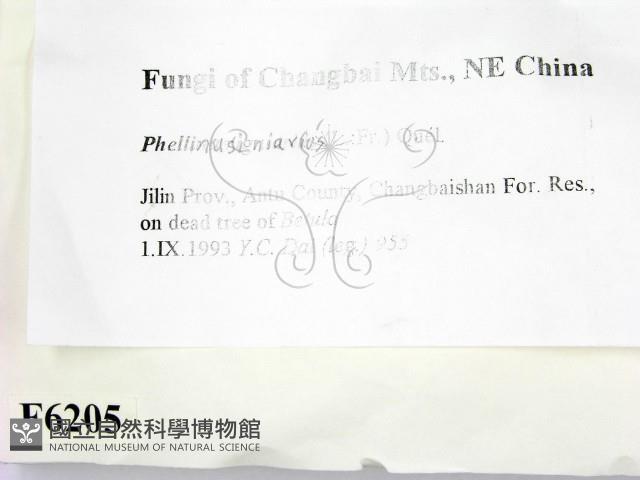 Fungi of Changbai Mts., NE China
Phellinus igniarius :Fr.) Quél.
Jilin Prov., Antu County, Changbaishan For. Res.,
on dead tree of Betula
1.IX.1993 Y.C. Dai (leg.) 955
F6205
國立自然科學博物館
NATIONAL MUSEUM OF NATURAL SCIENCE